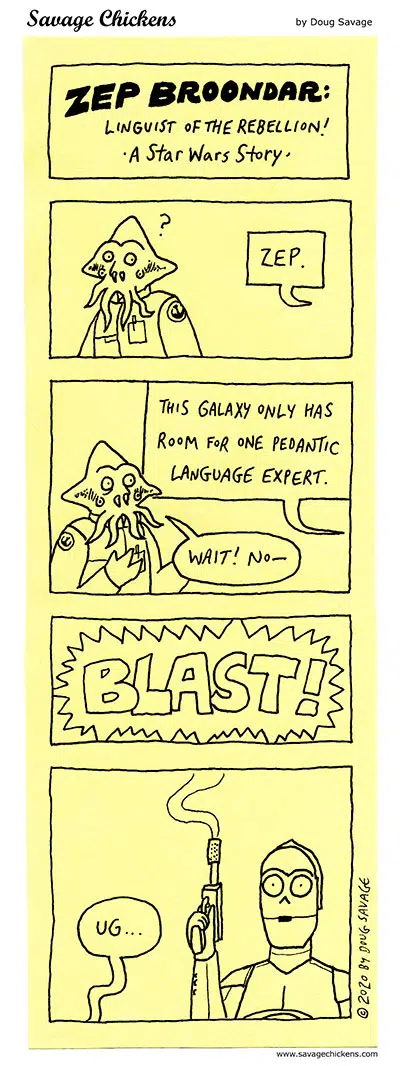 Savage Chickens
by Doug Savage
ZEP BROONDAR:
LINGUIST OF THE REBELLION!
·A Star Wars Story·
?
ZEP.
THIS GALAXY ONLY HAS
ROOM FOR ONE PEDANTIC
LANGUAGE EXPERT.
WAIT! NO—
BLAST!
UG...
©2020 BY DOUG SAVAGE
www.savagechickens.com